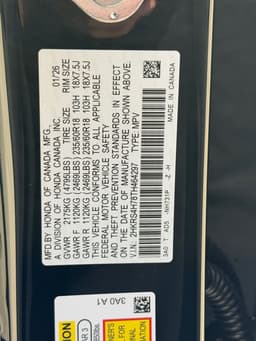 MFD.BY HONDA OF CANADA MFG. 01/26
A DIVISION OF HONDA CANADA INC.
GVWR 2175KG (4795LBS) TIRE SIZE RIM SIZE
GAWR F 1120KG (2469LBS) 235/60R18 103H 18X7.5J
GAWR R 1120KG (2469LBS) 235/60R18 103H 18X7.5J
THIS VEHICLE CONFORMS TO ALL APPLICABLE
FEDERAL MOTOR VEHICLE SAFETY
AND THEFT PREVENTION STANDARDS IN EFFECT
ON THE DATE OF MANUFACTURE SHOWN ABOVE.
V.I.N.: 2HKRS4H76TH464297 TYPE: MPV
MADE IN CANADA
3A0 A1